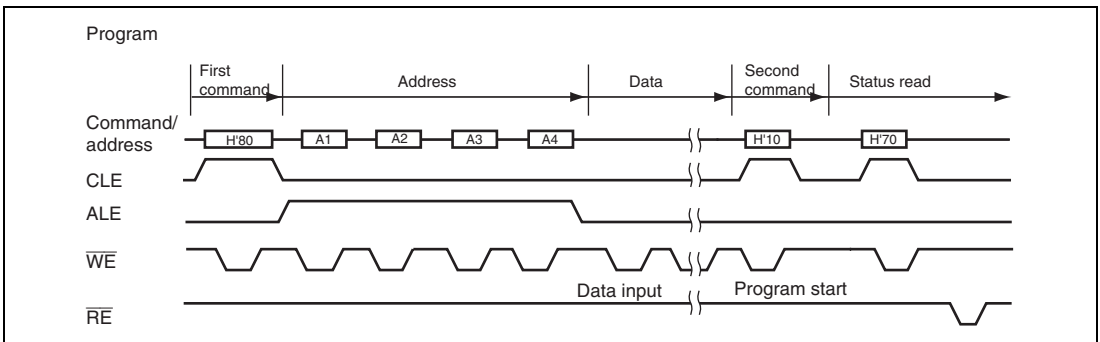 Program
First command
Address
Data
Second command
Status read
Command/
address
H'80
A1
A2
A3
A4
H'10
H'70
CLE
ALE
WE
Data input
Program start
RE